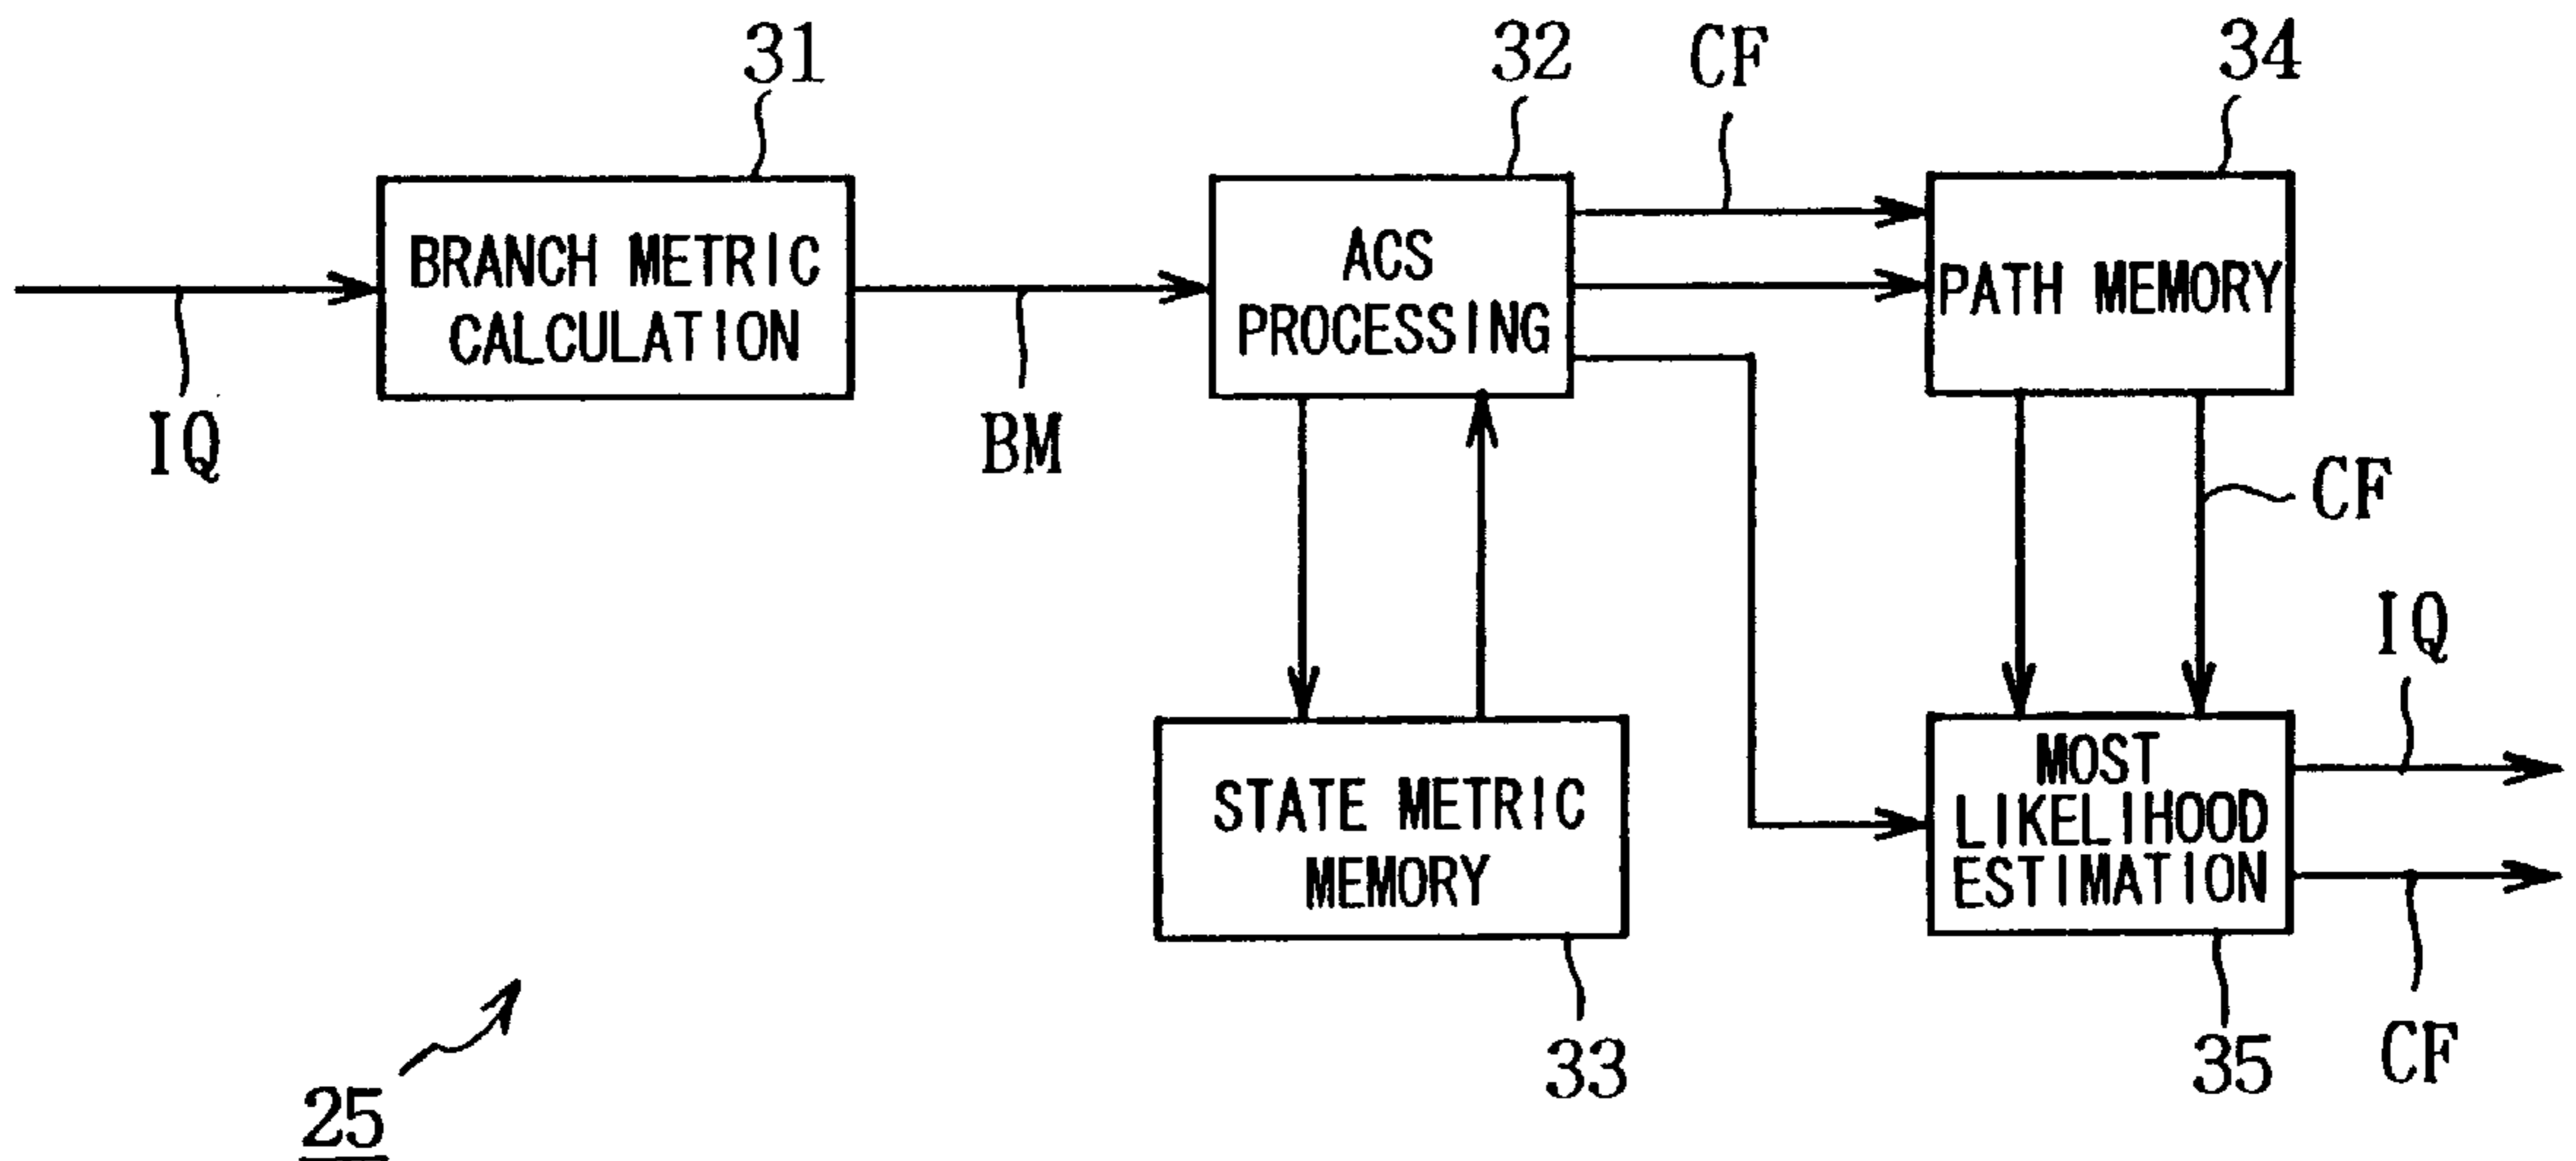 31
32
CF
34
BRANCH METRIC
CALCULATION
ACS
PROCESSING
PATH MEMORY
IQ
BM
CF
IQ
STATE METRIC
MEMORY
MOST
LIKELIHOOD
ESTIMATION
33
35
CF
25